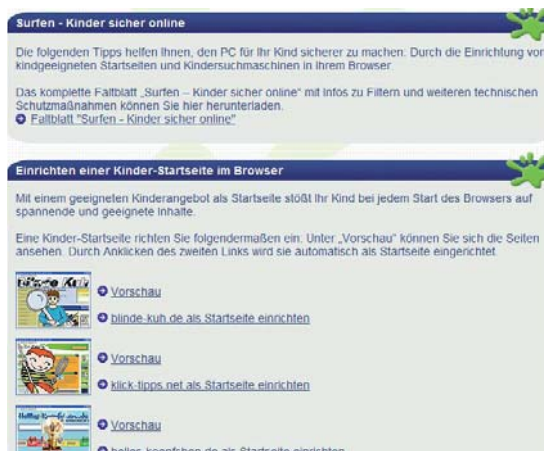 Surfen - Kinder sicher online
Die folgenden Tipps helfen Ihnen, den PC für Ihr Kind sicherer zu machen: Durch die Einrichtung von
kindgeeigneten Startseiten und Kindersuchmaschinen in Ihrem Browser.
Das komplette Faltblatt „Surfen – Kinder sicher online" mit Infos zu Filtern und weiteren technischen
Schutzmaßnahmen können Sie hier herunterladen.
Faltblatt "Surfen - Kinder sicher online"
Einrichten einer Kinder-Startseite im Browser
Mit einem geeigneten Kinderangebot als Startseite stößt Ihr Kind bei jedem Start des Browsers auf
spannende und geeignete Inhalte.
Eine Kinder-Startseite richten Sie folgendermaßen ein: Unter „Vorschau" können Sie sich die Seiten
ansehen. Durch Anklicken des zweiten Links wird sie automatisch als Startseite eingerichtet.
Vorschau
blinde-kuh.de als Startseite einrichten
Vorschau
klick-tipps.net als Startseite einrichten
Vorschau
als Startseite einrichten